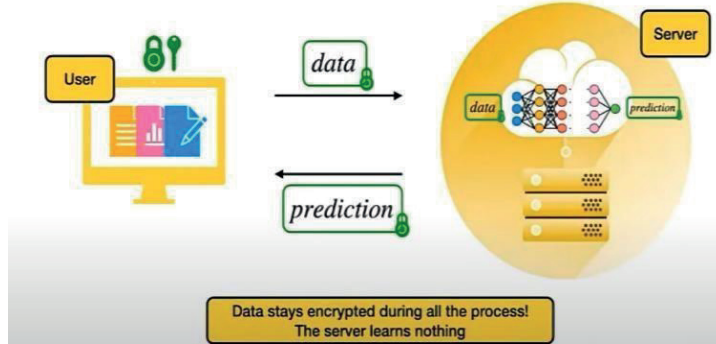 User
data
Server
data
prediction
prediction
Data stays encrypted during all the process!
The server learns nothing